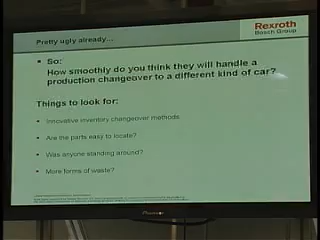 Pretty ugly already...
Rexroth
Bosch Group
So:
How smoothly do you think they will handle a
production changeover to a different kind of car?
Things to look for:
Innovative inventory changeover methods
Are the parts easy to locate?
Was anyone standing around?
More forms of waste?
Pioneer